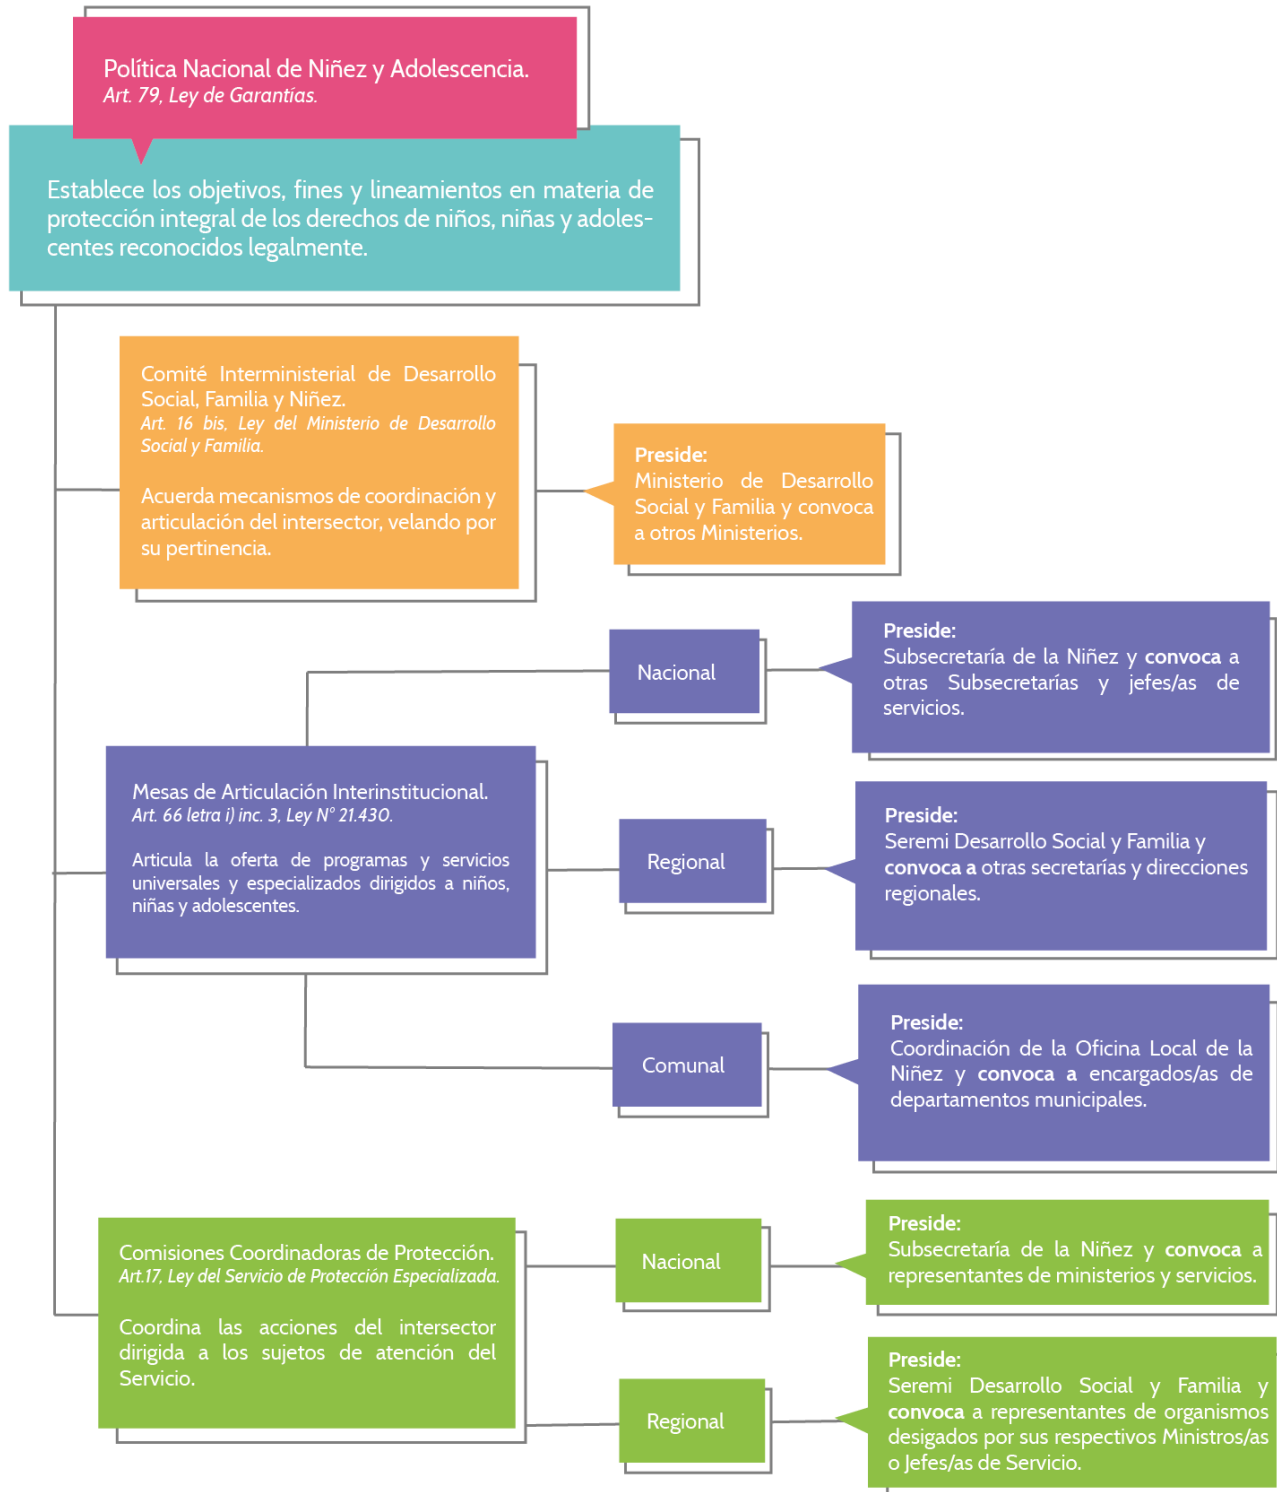 Política Nacional de Niñez y Adolescencia.
Art. 79, Ley de Garantías.
Establece los objetivos, fines y lineamientos en materia de
protección integral de los derechos de niños, niñas y adoles-
centes reconocidos legalmente.
Comité Interministerial de Desarrollo
Social, Familia y Niñez.
Art. 16 bis, Ley del Ministerio de Desarrollo
Social y Familia.
Acuerda mecanismos de coordinación y
articulación del intersector, velando por
su pertinencia.
Preside:
Ministerio de Desarrollo
Social y Familia y convoca
a otros Ministerios.
Mesas de Articulación Interinstitucional.
Art. 66 letra i) inc. 3, Ley N° 21.430.
Articula la oferta de programas y servicios
universales y especializados dirigidos a niños,
niñas y adolescentes.
Nacional
Preside:
Subsecretaría de la Niñez y convoca a
otras Subsecretarías y jefes/as de
servicios.
Regional
Preside:
Seremi Desarrollo Social y Familia y
convoca a otras secretarías y direcciones
regionales.
Comunal
Preside:
Coordinación de la Oficina Local de la
Niñez y convoca a encargados/as de
departamentos municipales.
Comisiones Coordinadoras de Protección.
Art.17, Ley del Servicio de Protección Especializada.
Coordina las acciones del intersector
dirigida a los sujetos de atención del
Servicio.
Nacional
Preside:
Subsecretaría de la Niñez y convoca a
representantes de ministerios y servicios.
Regional
Preside:
Seremi Desarrollo Social y Familia y
convoca a representantes de organismos
desigados por sus respectivos Ministros/as
o Jefes/as de Servicio.